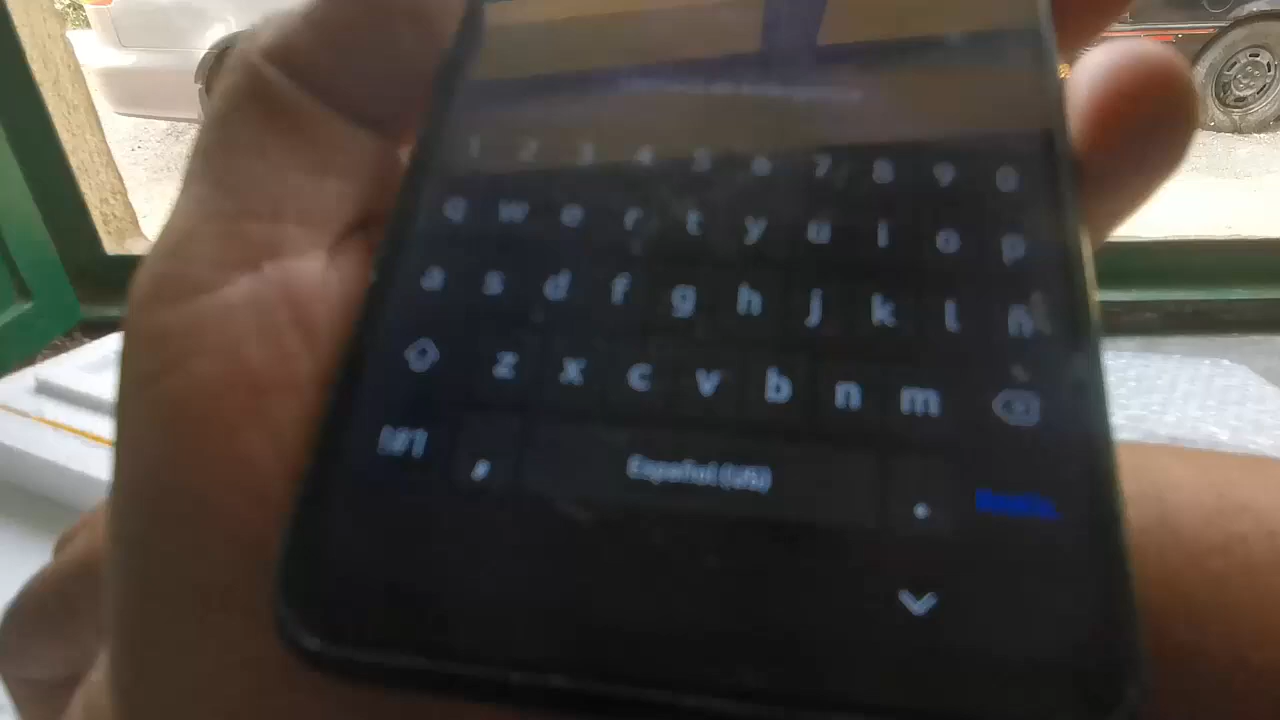 1 2 3 4 5 6 7 8 9 0
q w e r t y u i o p
a s d f g h j k l ñ
z x c v b n m
!#1 , Español (US) .